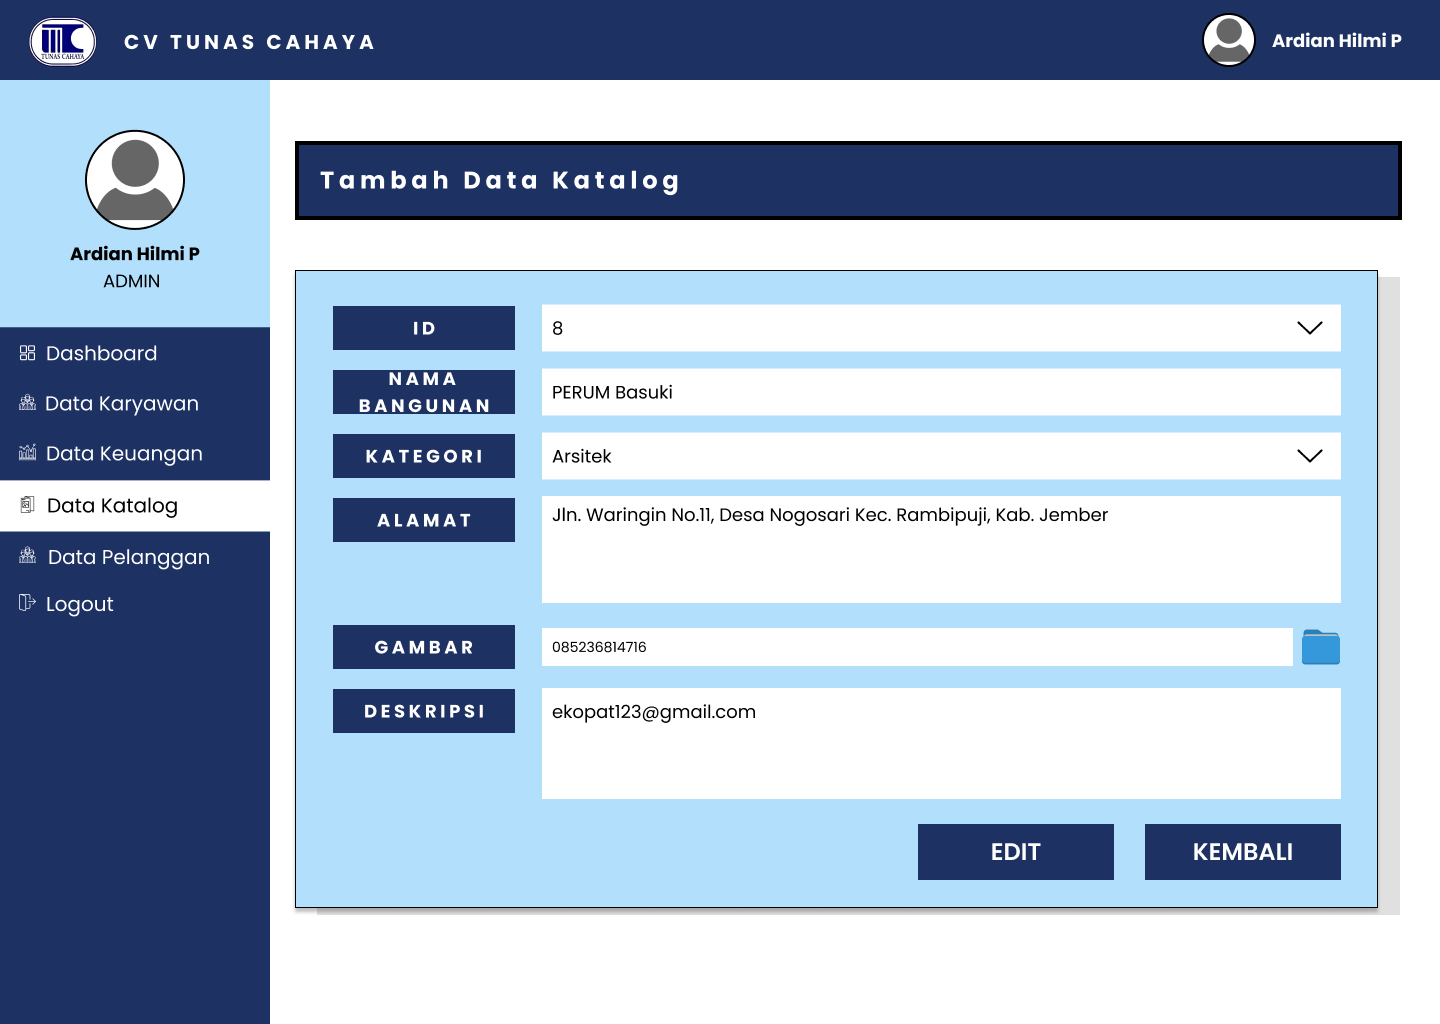 TUNAS CAHAYA
CV TUNAS CAHAYA
Ardian Hilmi P
Ardian Hilmi P
ADMIN
Dashboard
Data Karyawan
Data Keuangan
Data Katalog
Data Pelanggan
Logout
Tambah Data Katalog
ID
8
NAMA
BANGUNAN
PERUM Basuki
KATEGORI
Arsitek
ALAMAT
Jln. Waringin No.11, Desa Nogosari Kec. Rambipuji, Kab. Jember
GAMBAR
085236814716
DESKRIPSI
ekopat123@gmail.com
EDIT
KEMBALI